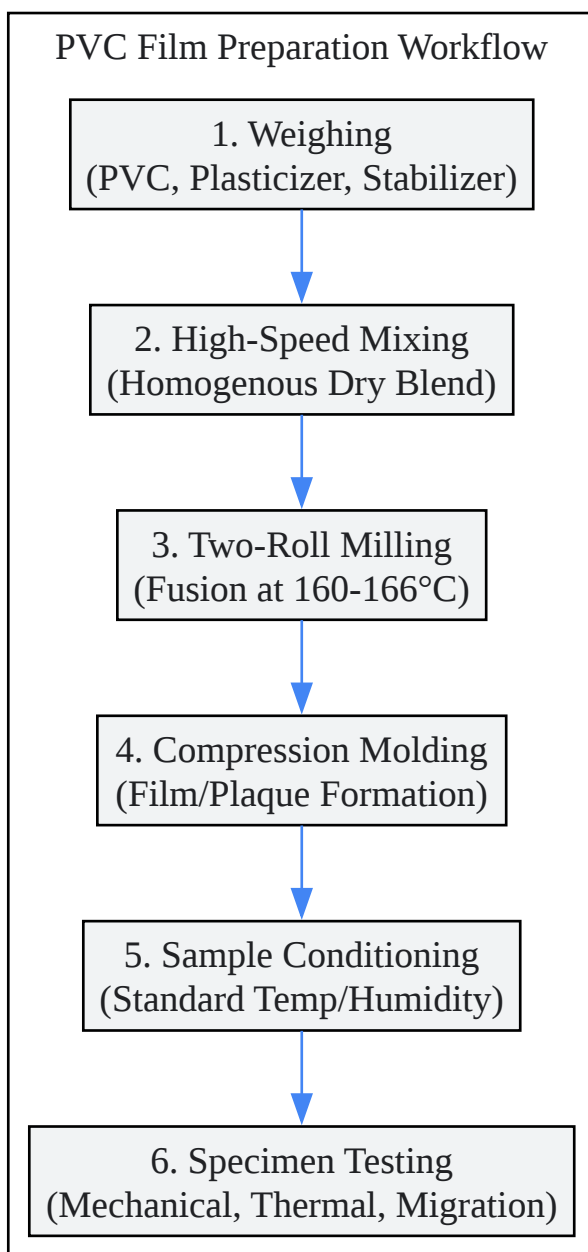 PVC Film Preparation Workflow
1. Weighing
(PVC, Plasticizer, Stabilizer)
2. High-Speed Mixing
(Homogenous Dry Blend)
3. Two-Roll Milling
(Fusion at 160-166°C)
4. Compression Molding
(Film/Plaque Formation)
5. Sample Conditioning
(Standard Temp/Humidity)
6. Specimen Testing
(Mechanical, Thermal, Migration)